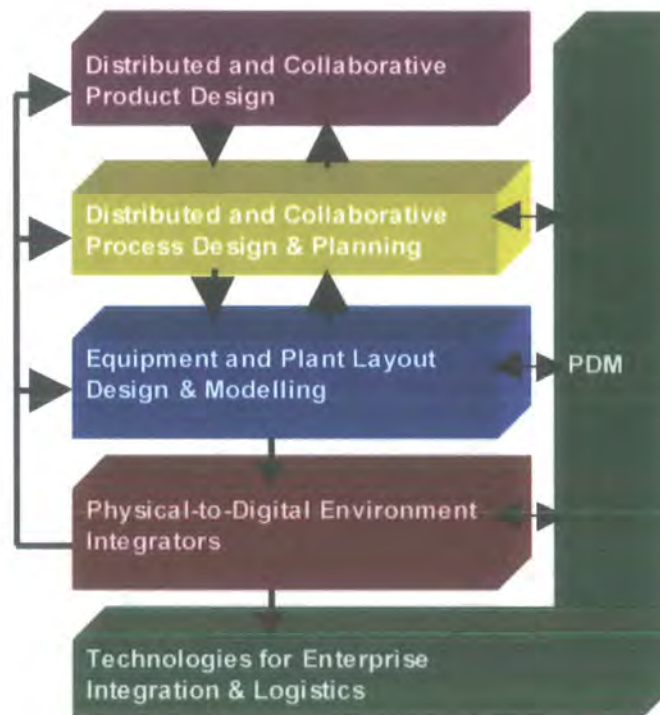 Distributed and Collaborative
Product Design
Distributed and Collaborative
Process Design & Planning
Equipment and Plant Layout
Design & Modelling
PDM
Physical-to-Digital Environment
Integrators
Technologies for Enterprise
Integration & Logistics